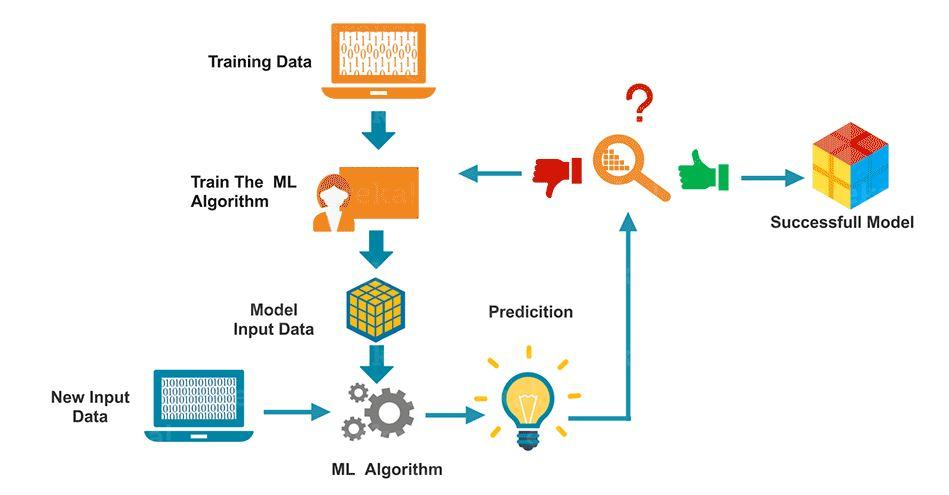 Training Data
Train The ML
Algorithm
Model
Input Data
New Input
Data
ML Algorithm
Predicition
?
Successfull Model